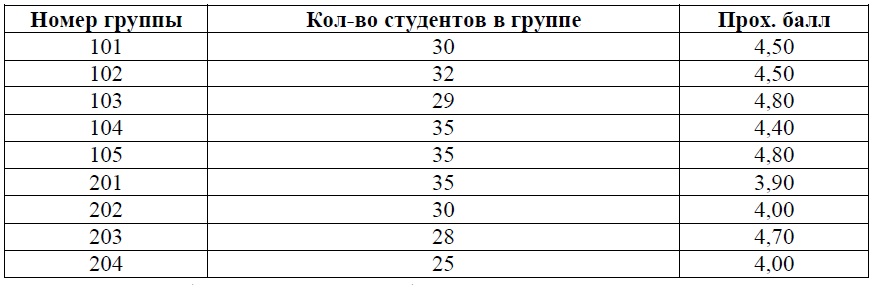 Номер группы Кол-во студентов в группе Прох. балл
101 30 4,50
102 32 4,50
103 29 4,80
104 35 4,40
105 35 4,80
201 35 3,90
202 30 4,00
203 28 4,70
204 25 4,00